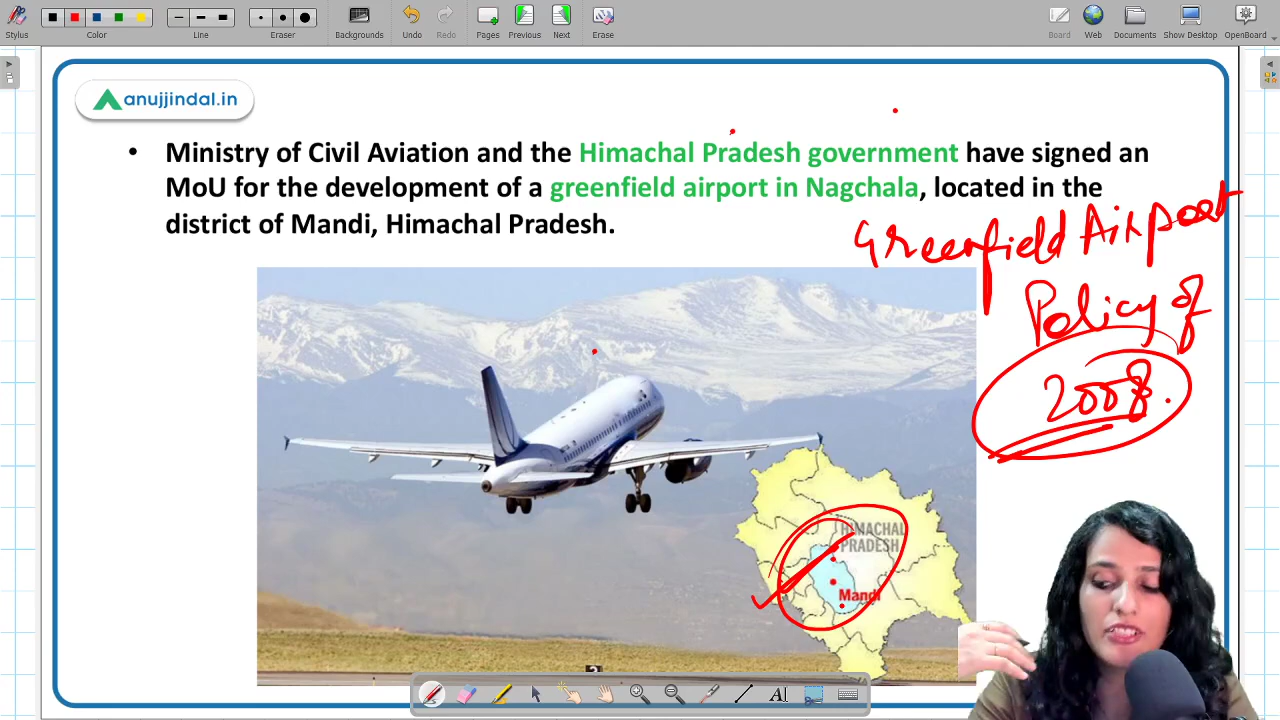 Stylus
Color
Line
Eraser
Backgrounds
Undo
Redo
Pages
Previous
Next
Erase
Board
Web
Documents
Show Desktop
OpenBoard
anujjindal.in
• Ministry of Civil Aviation and the Himachal Pradesh government have signed an
MoU for the development of a greenfield airport in Nagchala, located in the
district of Mandi, Himachal Pradesh.
Greenfield Airport
Policy of
2008.
HIMACHAL
PRADESH
Mandi